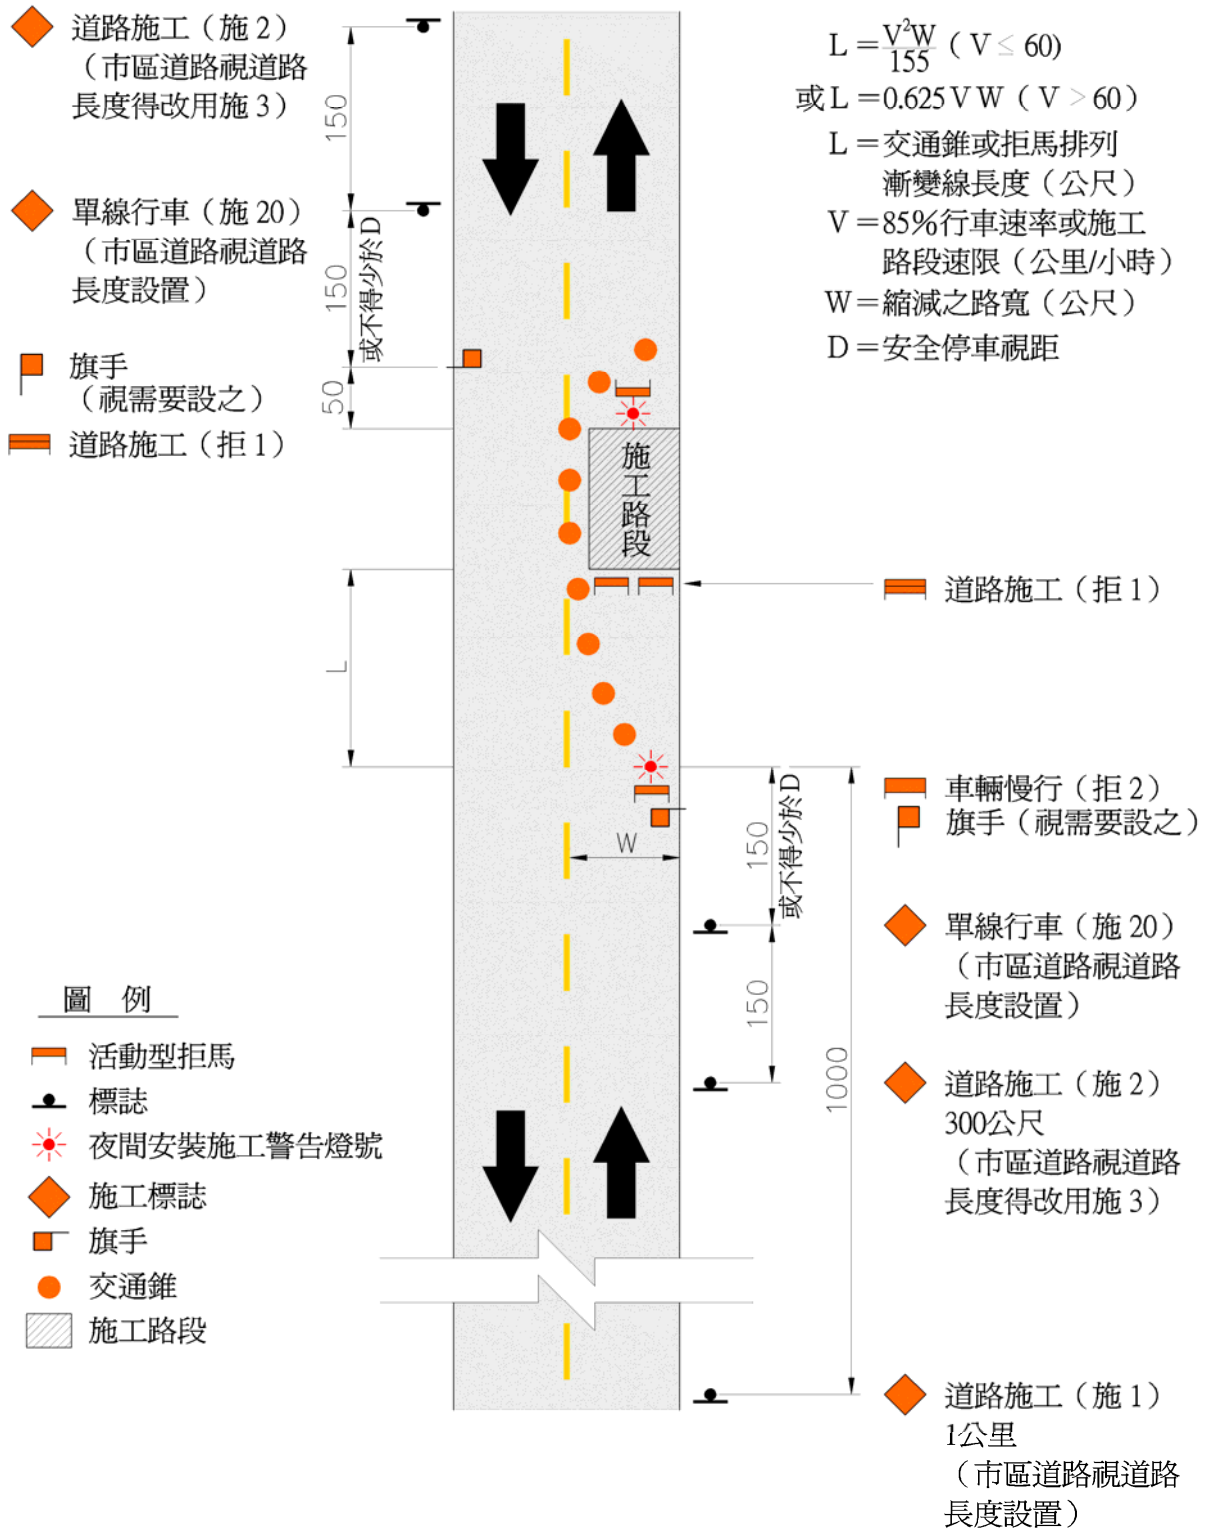 道路施工（施 2）
（市區道路視道路
長度得改用施 3）
單線行車（施 20）
（市區道路視道路
長度設置）
旗手
（視需要設之）
道路施工（拒 1）
150
150
或不得少於D
50
L
L＝V²W/155（V ≤ 60)
或 L＝0.625 V W（V > 60）
L＝交通錐或拒馬排列
漸變線長度（公尺）
V＝85%行車速率或施工
路段速限（公里/小時）
W＝縮減之路寬（公尺）
D＝安全停車視距
施工路段
W
150
或不得少於D
150
1000
道路施工（拒 1）
車輛慢行（拒 2）
旗手（視需要設之）
單線行車（施 20）
（市區道路視道路
長度設置）
道路施工（施 2）
300公尺
（市區道路視道路
長度得改用施 3）
道路施工（施 1）
1公里
（市區道路視道路
長度設置）
圖 例
活動型拒馬
標誌
夜間安裝施工警告燈號
施工標誌
旗手
交通錐
施工路段